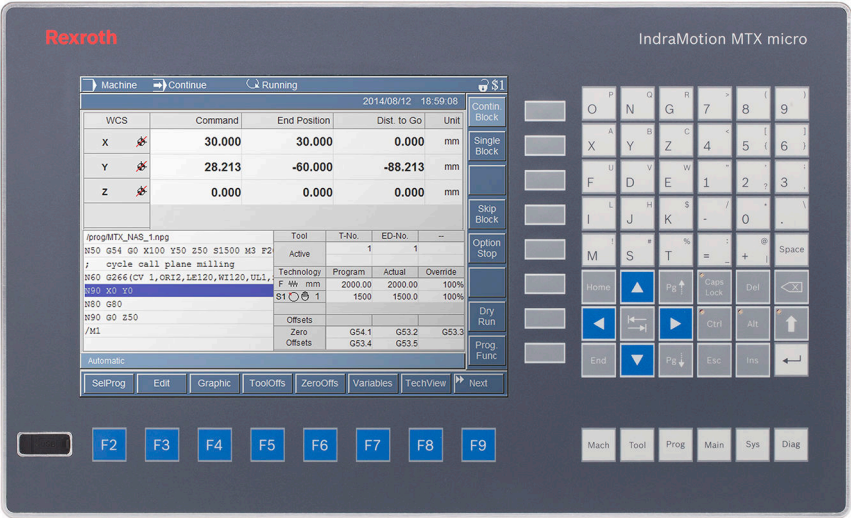 Rexroth
IndraMotion MTX micro
Machine Continue Running $1
2014/08/12 18:59:08
Contin. Block
WCS Command End Position Dist. to Go Unit
X 30.000 30.000 0.000 mm
Single Block
Y 28.213 -60.000 -88.213 mm
Z 0.000 0.000 0.000 mm
Skip Block
/prog/MTX_NAS_1.npg
Tool T-No. ED-No. --
N50 G54 G0 X100 Y50 Z50 S1500 M3 F20
Active 1 1
Option Stop
; cycle call plane milling
Technology Program Actual Override
N60 G266(CV 1,ORI2,LE120,WI120,UL1,
F mm 2000.00 2000.00 100%
N90 X0 Y0
S1 1 1500 1500.0 100%
N80 G80
Dry Run
N90 G0 Z50
Offsets
/M1
Zero Offsets G54.1 G53.2 G53.3
G53.4 G53.5
Prog. Func
Automatic
SelProg Edit Graphic ToolOffs ZeroOffs Variables TechView Next
O P N Q G R 7 > 8 ( 9 )
X A Y B Z C 4 < 5 [ 6 ]
F U D V E W 1 " 2 ? 3
I L J H K $ - / 0 * . \
M ' S # T % = _ + @ Space
Home Pg Caps Lock Del
Ctrl Alt
End Pg Esc Ins
F2 F3 F4 F5 F6 F7 F8 F9
Mach Tool Prog Main Sys Diag